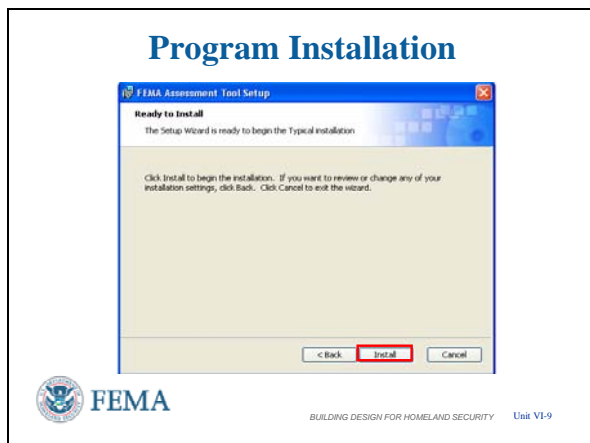 Program Installation
FEMA Assessment Tool Setup
Ready to Install
The Setup Wizard is ready to begin the Typical installation
Click Install to begin the installation. If you want to review or change any of your
installation settings, click Back. Click Cancel to exit the wizard.
< Back Install Cancel
FEMA
BUILDING DESIGN FOR HOMELAND SECURITY Unit VI-9